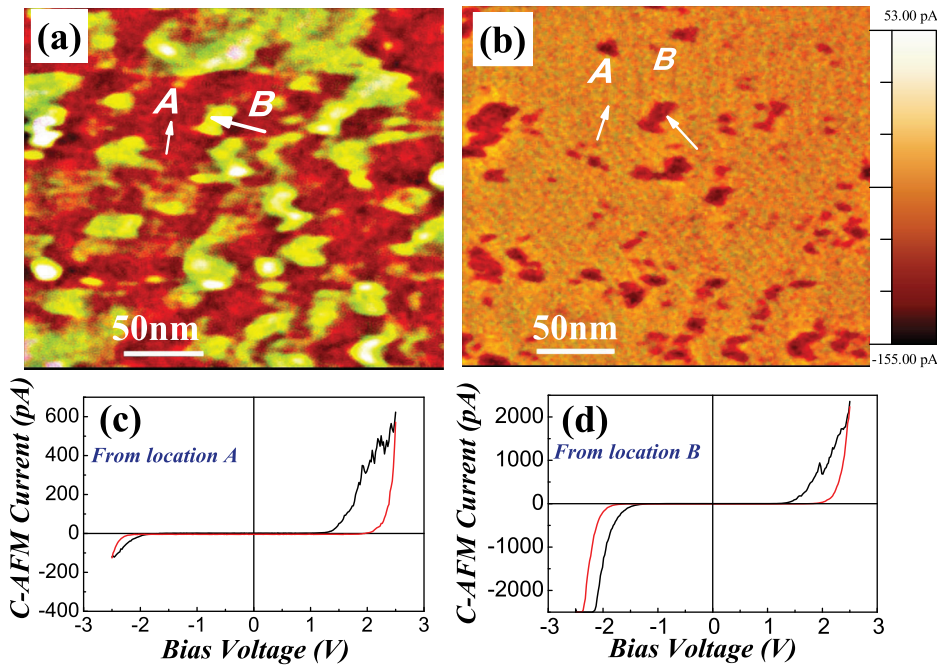 (a)
A
B
50nm
(b)
A
B
50nm
53.00 pA
-155.00 pA
C-AFM Current (pA)
600
400
200
0
-200
-400
(c)
From location A
-3 -2 -1 0 1 2 3
Bias Voltage (V)
C-AFM Current (pA)
2000
1000
0
-1000
-2000
(d)
From location B
-3 -2 -1 0 1 2 3
Bias Voltage (V)